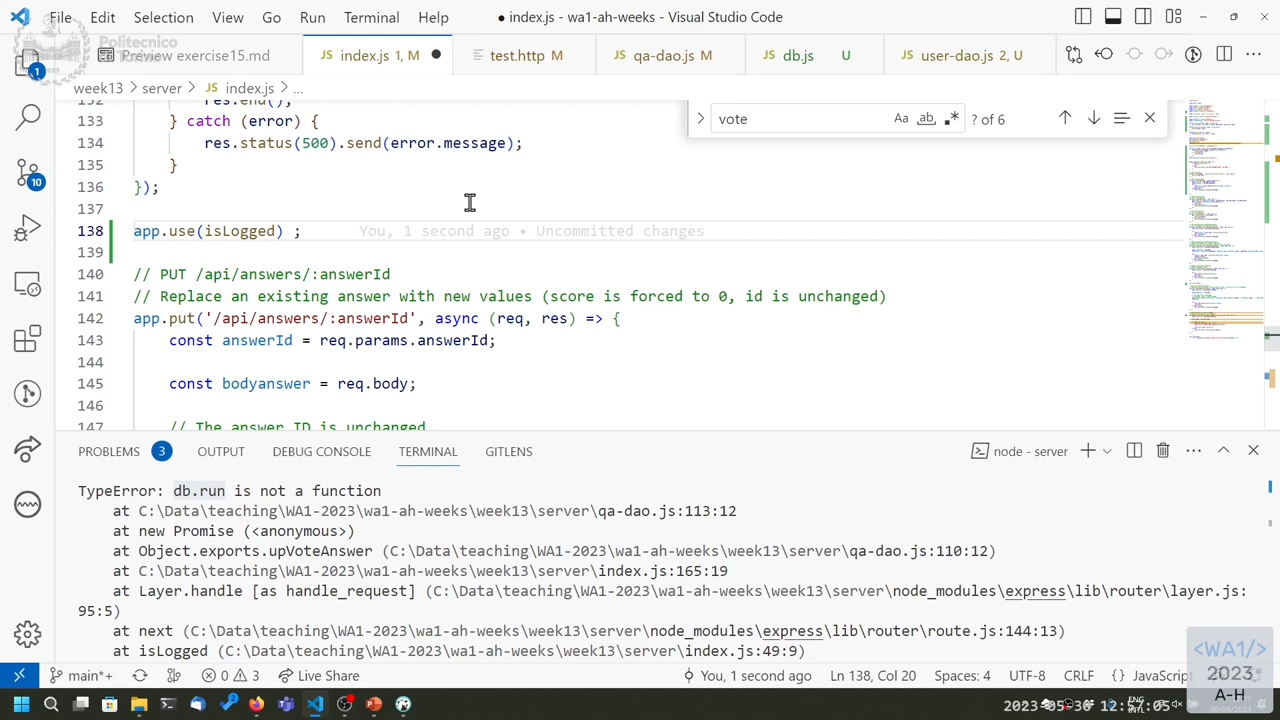 File Edit Selection View Go Run Terminal Help
● index.js - wa1-ah-weeks - Visual Studio Code
Politecnico
Preview exercise15.md
JS index.js 1, M ●
test.http M
JS qa-dao.js M
JS db.js U
JS user-dao.js 2, U
week13 > server > JS index.js > ...
vote
Aa
? of 6
132 res.end();
133 } catch (error) {
134 res.status(500).send(error.message);
135 }
136 });
137
138 app.use(isLogged) ;
You, 1 second ago
Uncommitted changes
139
140 // PUT /api/answers/:answerId
141 // Replace an existing answer with new values (score is forced to 0, id is unchanged)
142 app.put('/api/answers/:answerId', async (req, res) => {
143 const answerId = req.params.answerId;
144
145 const bodyanswer = req.body;
146
147 // The answer ID is unchanged
PROBLEMS 3 OUTPUT DEBUG CONSOLE TERMINAL GITLENS
node - server
TypeError: db.run is not a function
at C:\Data\teaching\WA1-2023\wa1-ah-weeks\week13\server\qa-dao.js:113:12
at new Promise (<anonymous>)
at Object.exports.upVoteAnswer (C:\Data\teaching\WA1-2023\wa1-ah-weeks\week13\server\qa-dao.js:110:12)
at C:\Data\teaching\WA1-2023\wa1-ah-weeks\week13\server\index.js:165:19
at Layer.handle [as handle_request] (C:\Data\teaching\WA1-2023\wa1-ah-weeks\week13\server\node_modules\express\lib\router\layer.js:
95:5)
at next (C:\Data\teaching\WA1-2023\wa1-ah-weeks\week13\server\node_modules\express\lib\router\route.js:144:13)
at isLogged (C:\Data\teaching\WA1-2023\wa1-ah-weeks\week13\server\index.js:49:9)
1
10
main*+
0 3
Live Share
You, 1 second ago
Ln 138, Col 20
Spaces: 4
UTF-8
CRLF
{} JavaScript
<WA1/>
2023
A-H
ENG
2023-05-30